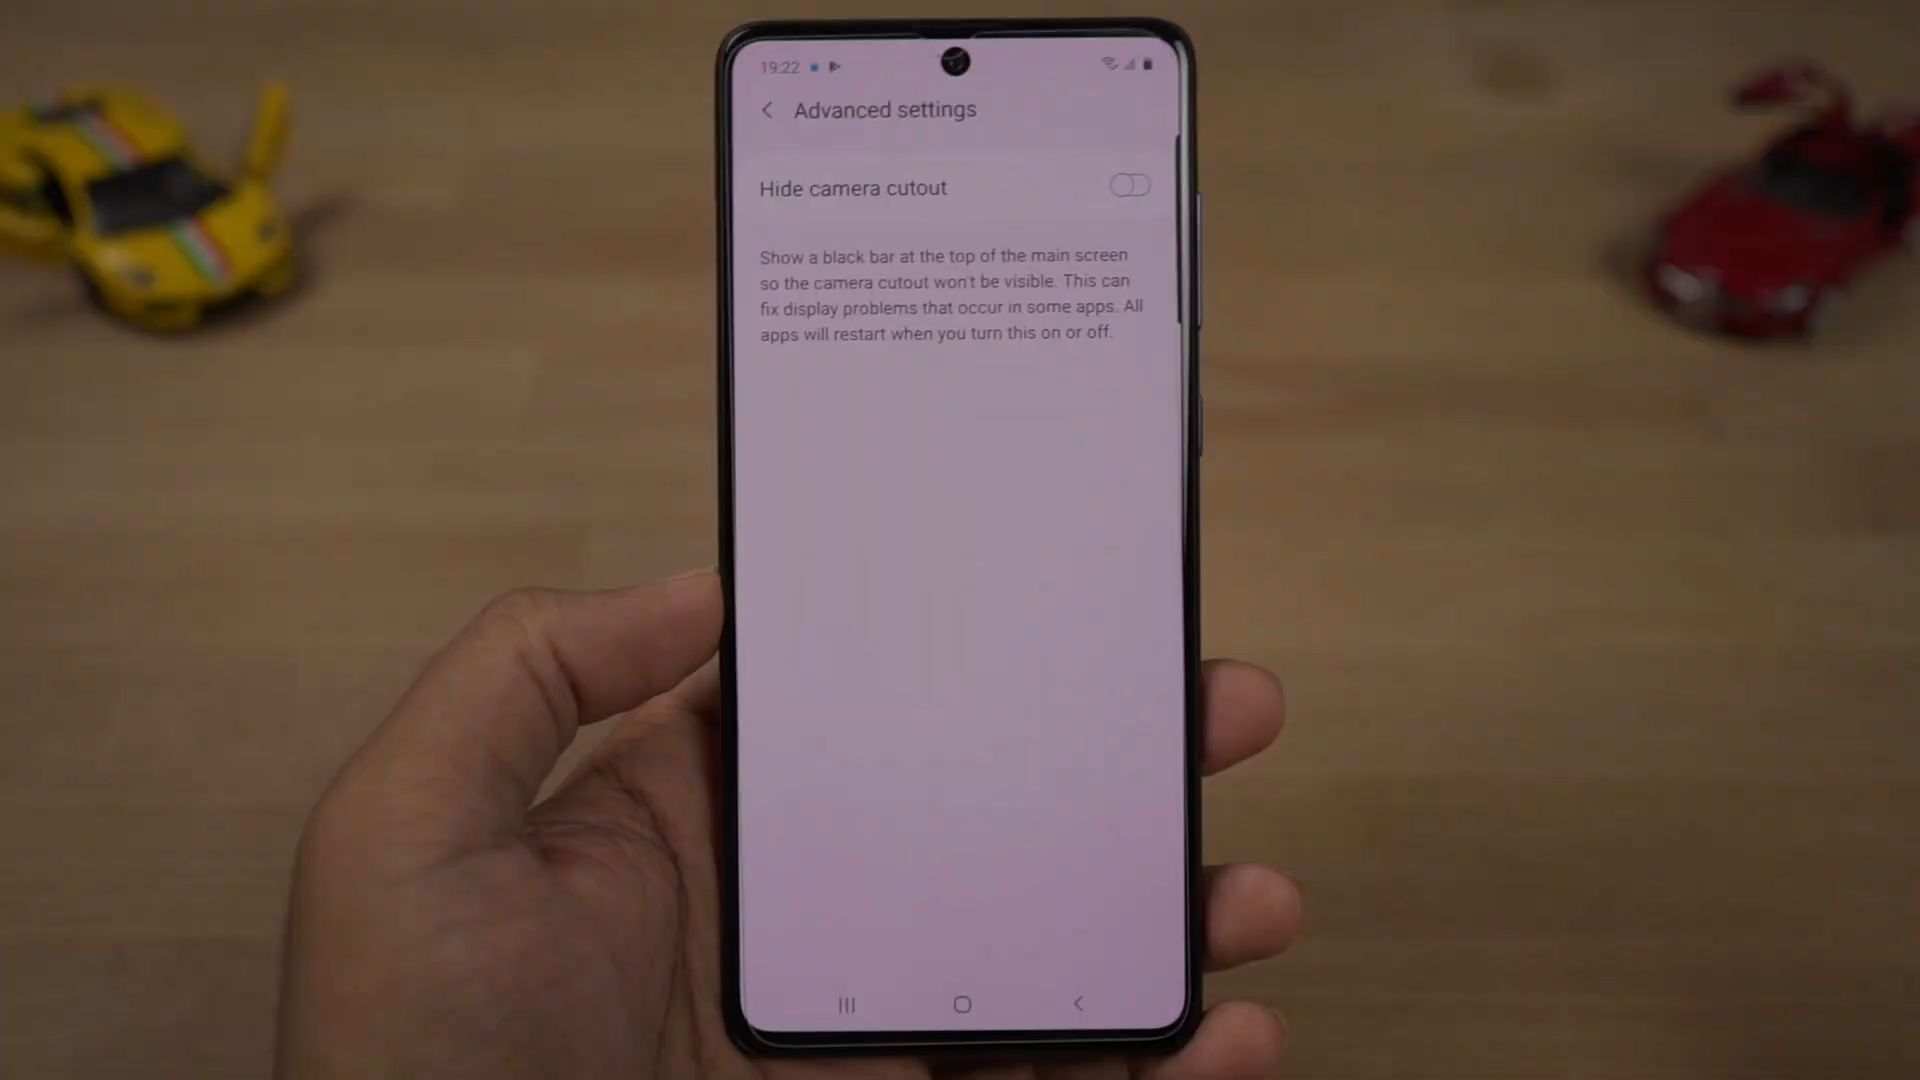 19:22
Advanced settings
Hide camera cutout
Show a black bar at the top of the main screen
so the camera cutout won't be visible. This can
fix display problems that occur in some apps. All
apps will restart when you turn this on or off.